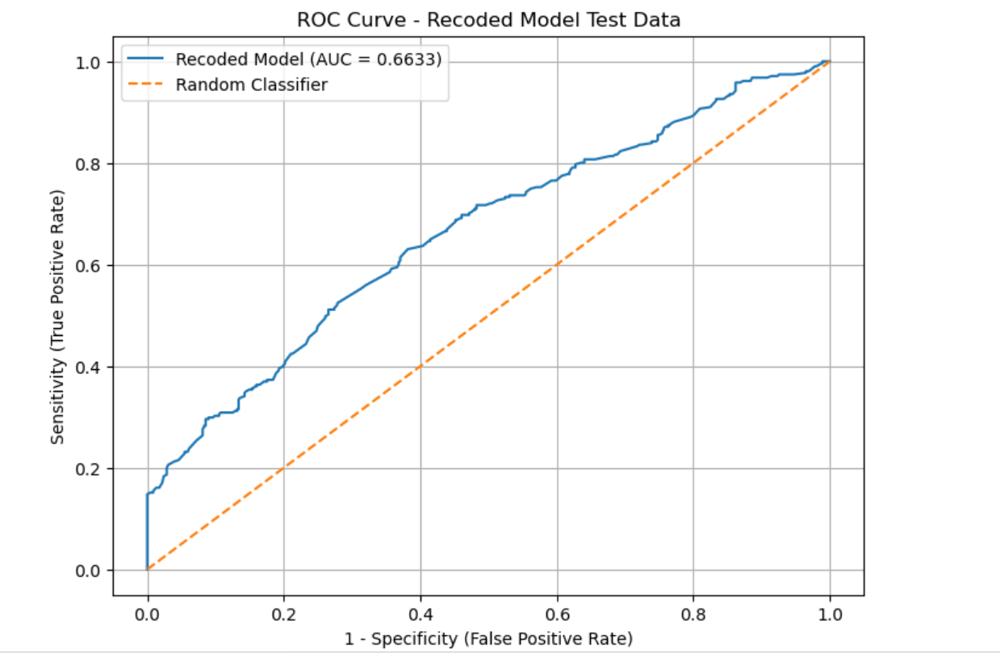 ROC Curve - Recoded Model Test Data
Recoded Model (AUC = 0.6633)
Random Classifier
Sensitivity (True Positive Rate)
1.0
0.8
0.6
0.4
0.2
0.0
0.0 0.2 0.4 0.6 0.8 1.0
1 - Specificity (False Positive Rate)